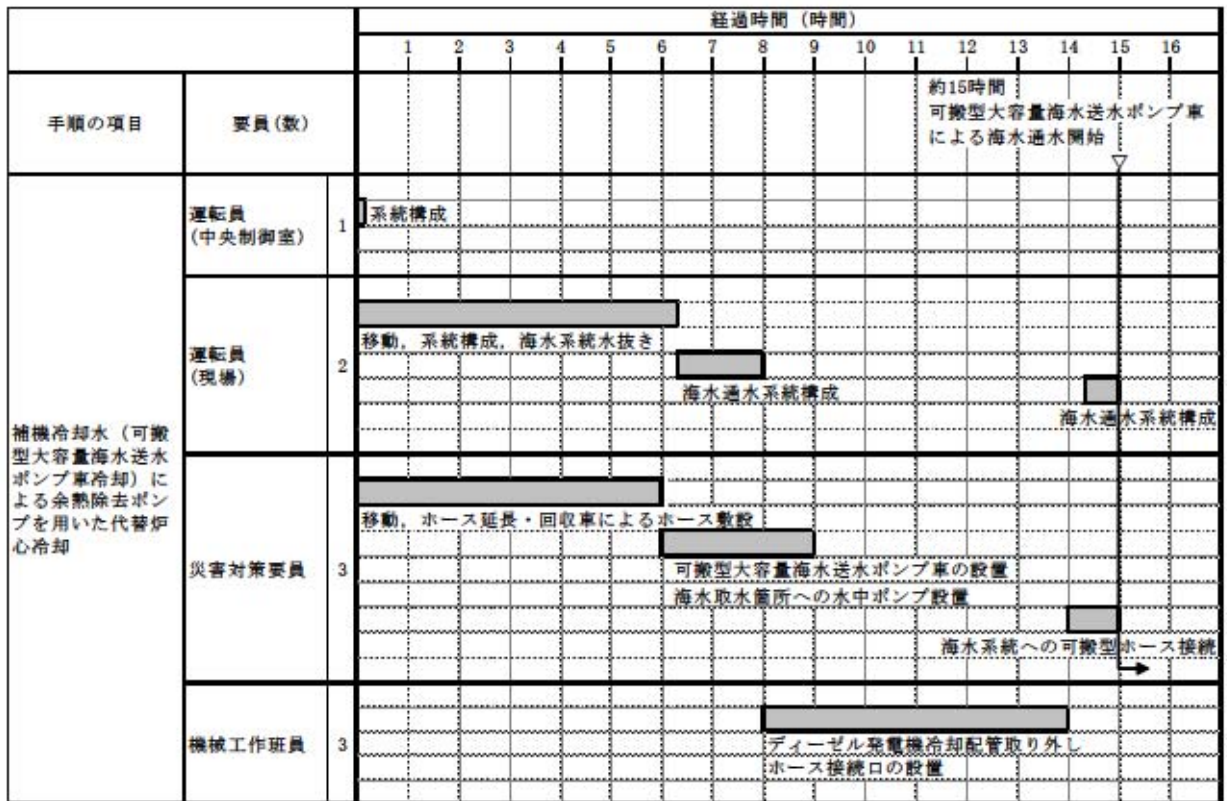 経過時間（時間）
1 2 3 4 5 6 7 8 9 10 11 12 13 14 15 16
手順の項目
要員(数)
約15時間
可搬型大容量海水送水ポンプ車
による海水通水開始
▽
補機冷却水（可搬
型大容量海水送水
ポンプ車冷却）に
よる余熱除去ポン
プを用いた代替炉
心冷却
運転員
(中央制御室)
1
系統構成
運転員
(現場)
2
移動，系統構成，海水系統水抜き
海水通水系統構成
海水通水系統構成
災害対策要員
3
移動，ホース延長・回収車によるホース敷設
可搬型大容量海水送水ポンプ車の設置
海水取水箇所への水中ポンプ設置
海水系統への可搬型ホース接続
機械工作班員
3
ディーゼル発電機冷却配管取り外し
ホース接続口の設置